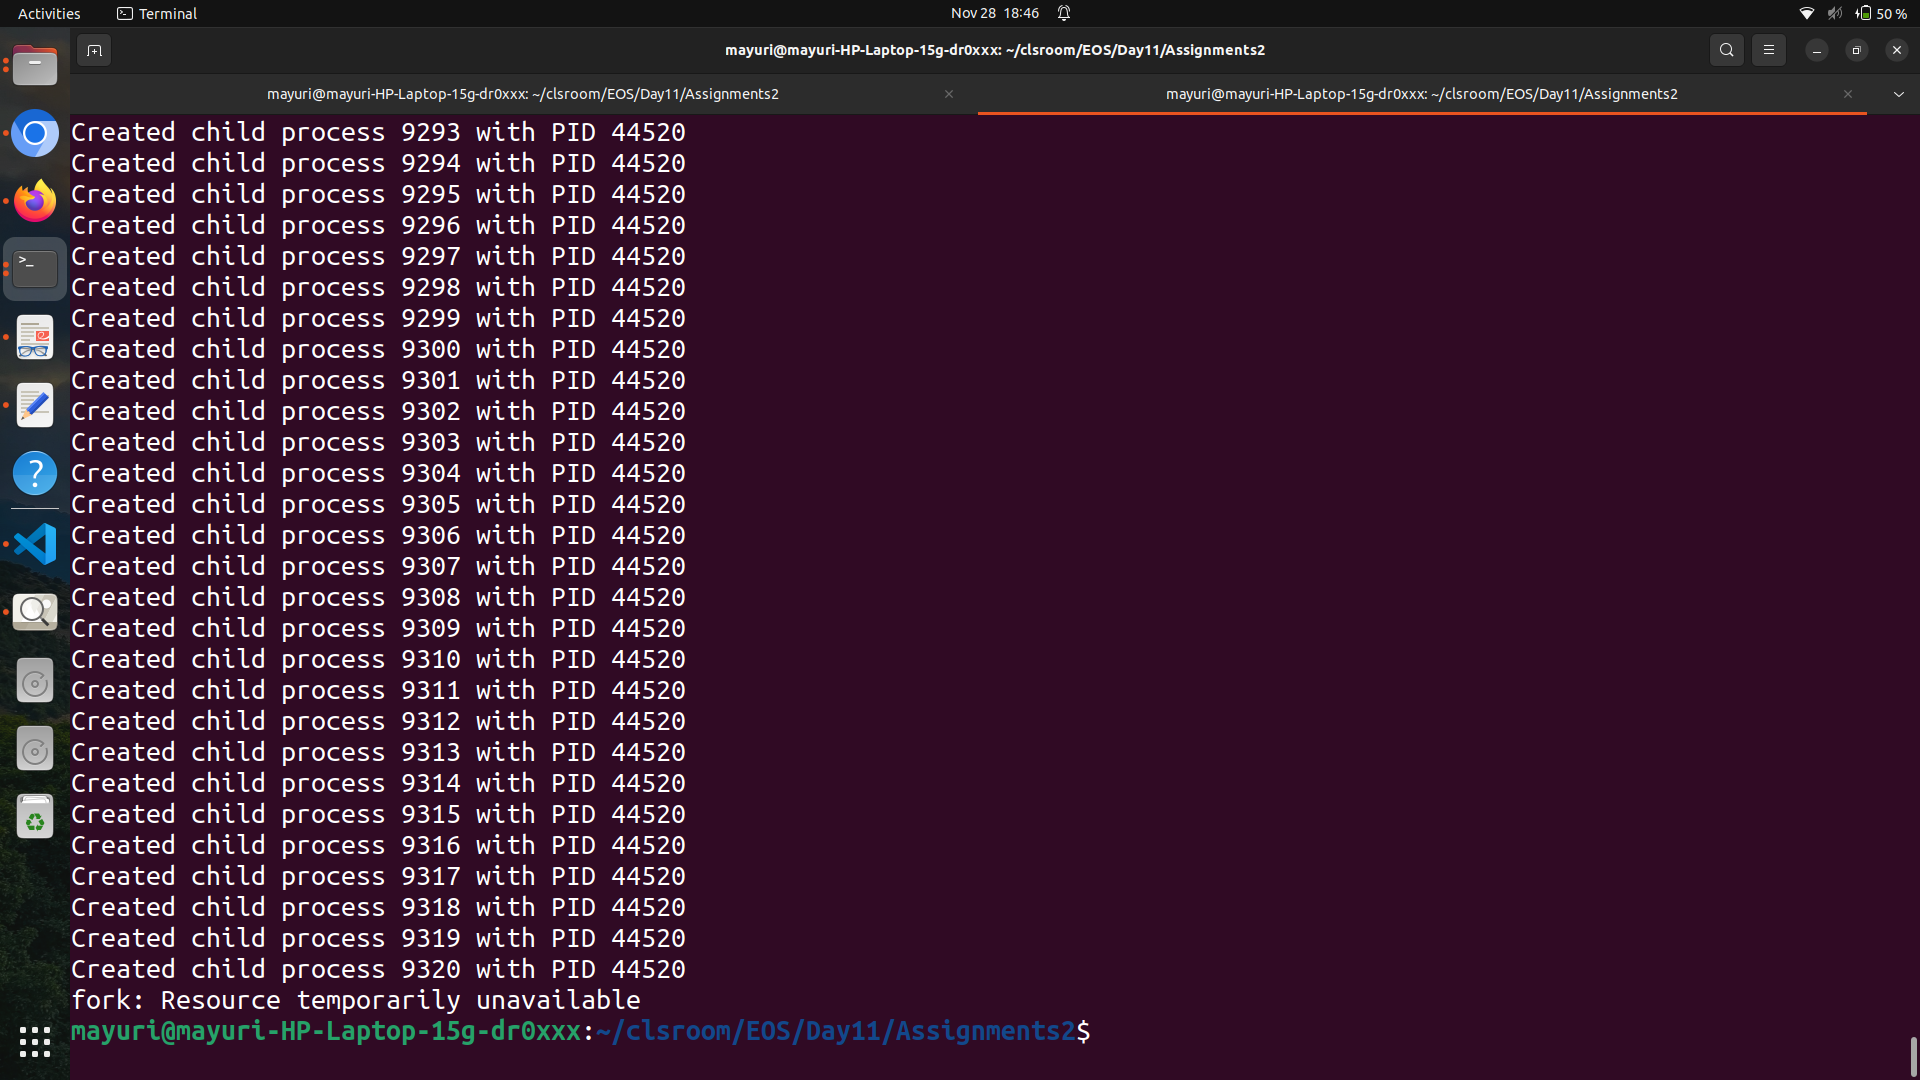 Activities
Terminal
Nov 28 18:46
50 %
mayuri@mayuri-HP-Laptop-15g-dr0xxx: ~/clsroom/EOS/Day11/Assignments2
mayuri@mayuri-HP-Laptop-15g-dr0xxx: ~/clsroom/EOS/Day11/Assignments2
mayuri@mayuri-HP-Laptop-15g-dr0xxx: ~/clsroom/EOS/Day11/Assignments2
Created child process 9293 with PID 44520
Created child process 9294 with PID 44520
Created child process 9295 with PID 44520
Created child process 9296 with PID 44520
Created child process 9297 with PID 44520
Created child process 9298 with PID 44520
Created child process 9299 with PID 44520
Created child process 9300 with PID 44520
Created child process 9301 with PID 44520
Created child process 9302 with PID 44520
Created child process 9303 with PID 44520
Created child process 9304 with PID 44520
Created child process 9305 with PID 44520
Created child process 9306 with PID 44520
Created child process 9307 with PID 44520
Created child process 9308 with PID 44520
Created child process 9309 with PID 44520
Created child process 9310 with PID 44520
Created child process 9311 with PID 44520
Created child process 9312 with PID 44520
Created child process 9313 with PID 44520
Created child process 9314 with PID 44520
Created child process 9315 with PID 44520
Created child process 9316 with PID 44520
Created child process 9317 with PID 44520
Created child process 9318 with PID 44520
Created child process 9319 with PID 44520
Created child process 9320 with PID 44520
fork: Resource temporarily unavailable
mayuri@mayuri-HP-Laptop-15g-dr0xxx:~/clsroom/EOS/Day11/Assignments2$